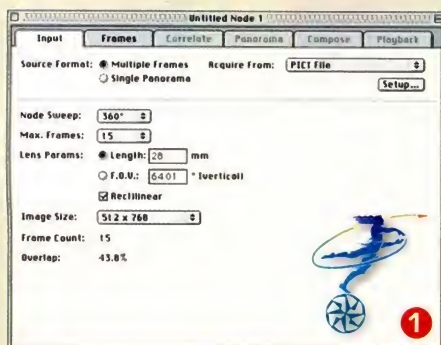 Untitled Node 1
Input Frames Correlate Panorama Compose Playback
Source Format: Multiple Frames Acquire From: PICT File
Single Panorama Setup...
Node Sweep: 360°
Max. Frames: 15
Lens Params: Length: 28 mm
F.O.V.: 64.01 ° (vertical)
Rectilinear
Image Size: 512 x 768
Frame Count: 15
Overlap: 43.8%
1